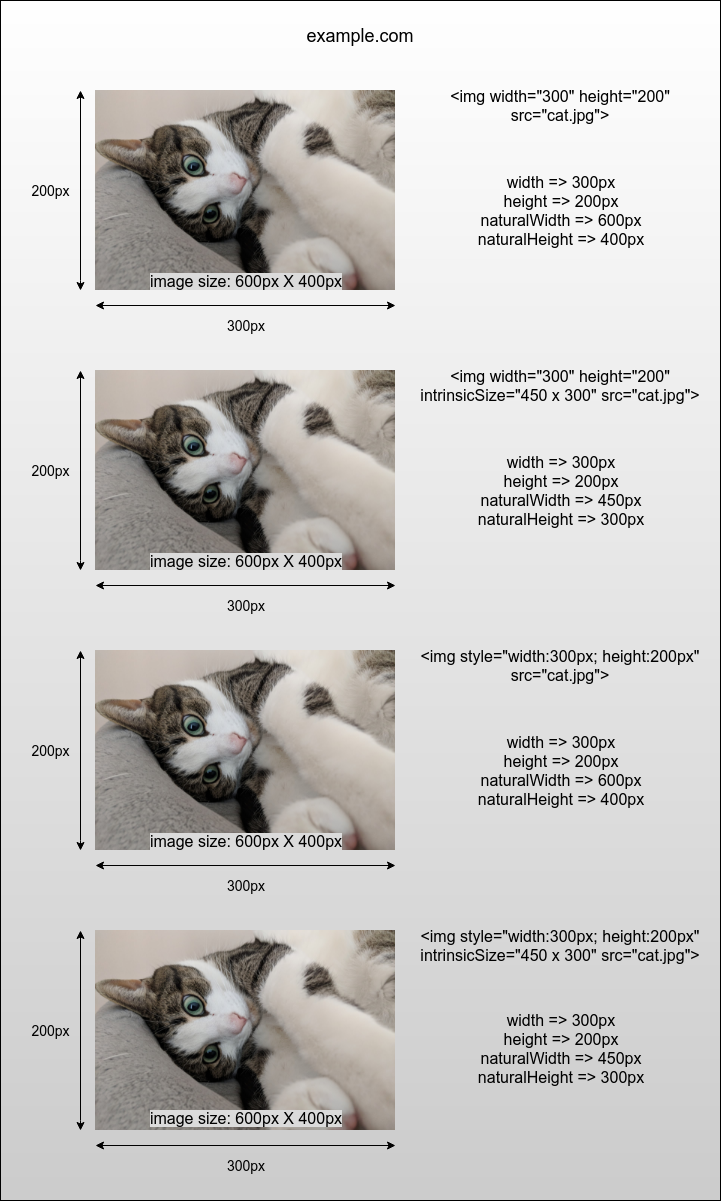 example.com
<img width="300" height="200"
src="cat.jpg">
200px
width => 300px
height => 200px
naturalWidth => 600px
naturalHeight => 400px
image size: 600px X 400px
300px
<img width="300" height="200"
intrinsicSize="450 x 300" src="cat.jpg">
200px
width => 300px
height => 200px
naturalWidth => 450px
naturalHeight => 300px
image size: 600px X 400px
300px
<img style="width:300px; height:200px"
src="cat.jpg">
200px
width => 300px
height => 200px
naturalWidth => 600px
naturalHeight => 400px
image size: 600px X 400px
300px
<img style="width:300px; height:200px"
intrinsicSize="450 x 300" src="cat.jpg">
200px
width => 300px
height => 200px
naturalWidth => 450px
naturalHeight => 300px
image size: 600px X 400px
300px